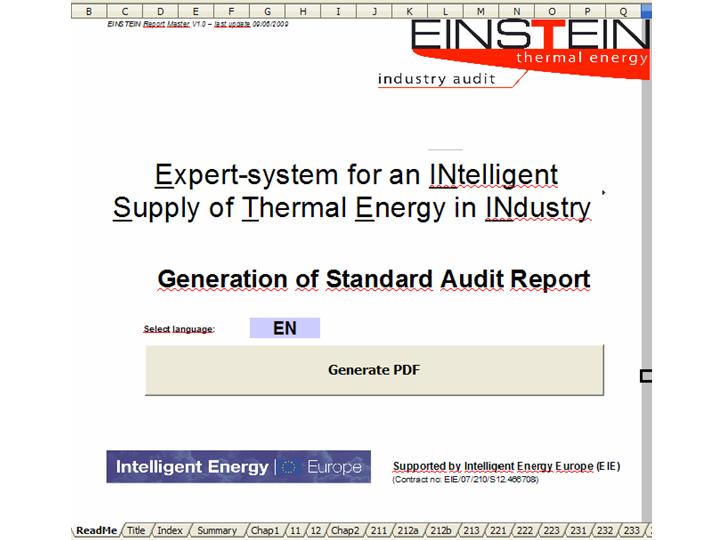 B C D E F G H I J K L M N O P Q
EINSTEIN Report Master V1.0 – last update 09/06/2009
EINSTEIN
thermal energy
industry audit
Expert-system for an INtelligent
Supply of Thermal Energy in INdustry
Generation of Standard Audit Report
Select language: EN
Generate PDF
Intelligent Energy Europe
Supported by Intelligent Energy Europe (EIE)
(Contract no: EIE/07/210/S12.466708)
ReadMe Title Index Summary Chap1 11 12 Chap2 211 212a 212b 213 221 222 223 231 232 233